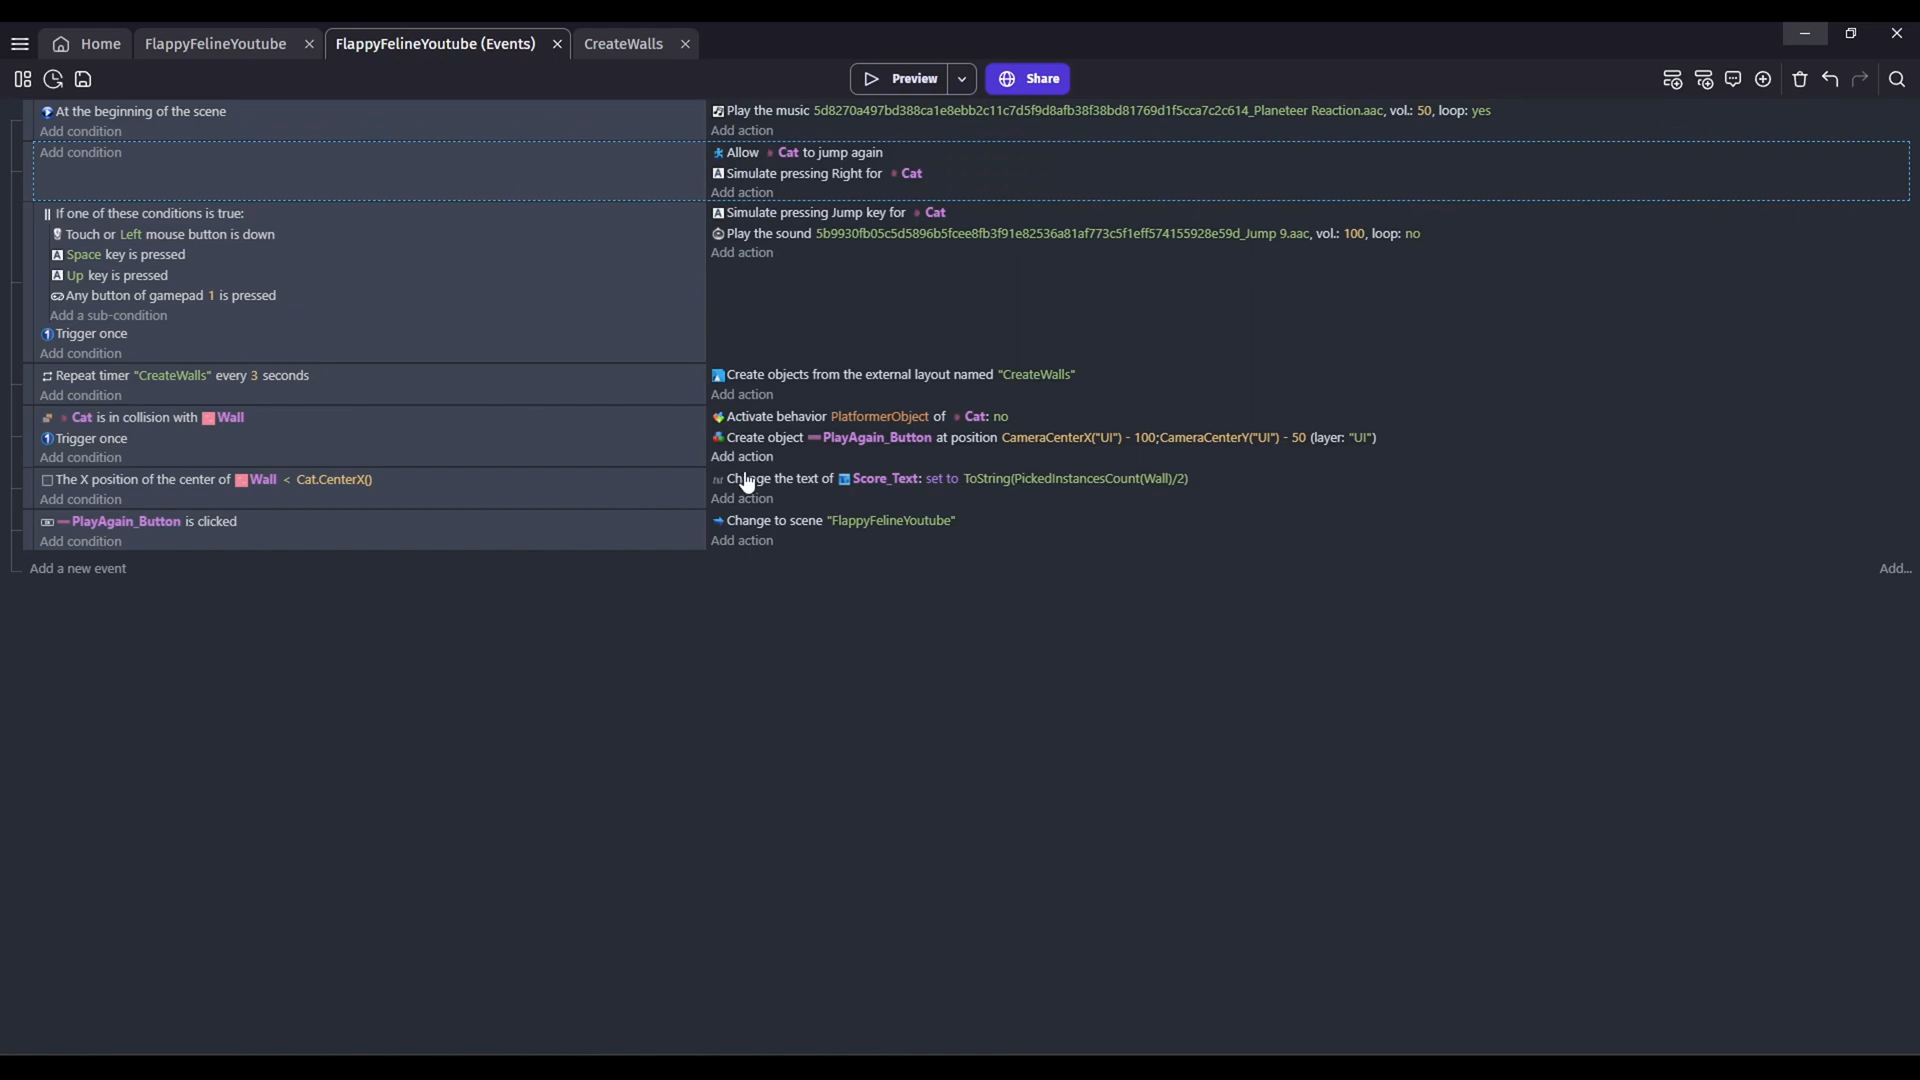 Home FlappyFelineYoutube FlappyFelineYoutube (Events) CreateWalls
Preview Share
At the beginning of the scene
Add condition
Play the music 5d8270a497bd388ca1e8ebb2c11c7d5f9d8afb38f38bd81769d1f5cca7c2c614_Planeteer Reaction.aac, vol.: 50, loop: yes
Add action
Add condition
Allow Cat to jump again
Simulate pressing Right for Cat
Add action
If one of these conditions is true:
Touch or Left mouse button is down
Space key is pressed
Up key is pressed
Any button of gamepad 1 is pressed
Add a sub-condition
Trigger once
Add condition
Simulate pressing Jump key for Cat
Play the sound 5b9930fb05c5d5896b5fcee8fb3f91e82536a81af773c5f1eff574155928e59d_Jump 9.aac, vol.: 100, loop: no
Add action
Repeat timer "CreateWalls" every 3 seconds
Add condition
Create objects from the external layout named "CreateWalls"
Add action
Cat is in collision with Wall
Trigger once
Add condition
Activate behavior PlatformerObject of Cat: no
Create object PlayAgain_Button at position CameraCenterX("UI") - 100;CameraCenterY("UI") - 50 (layer: "UI")
Add action
The X position of the center of Wall < Cat.CenterX()
Add condition
Change the text of Score_Text: set to ToString(PickedInstancesCount(Wall)/2)
Add action
PlayAgain_Button is clicked
Add condition
Change to scene "FlappyFelineYoutube"
Add action
Add a new event
Add...